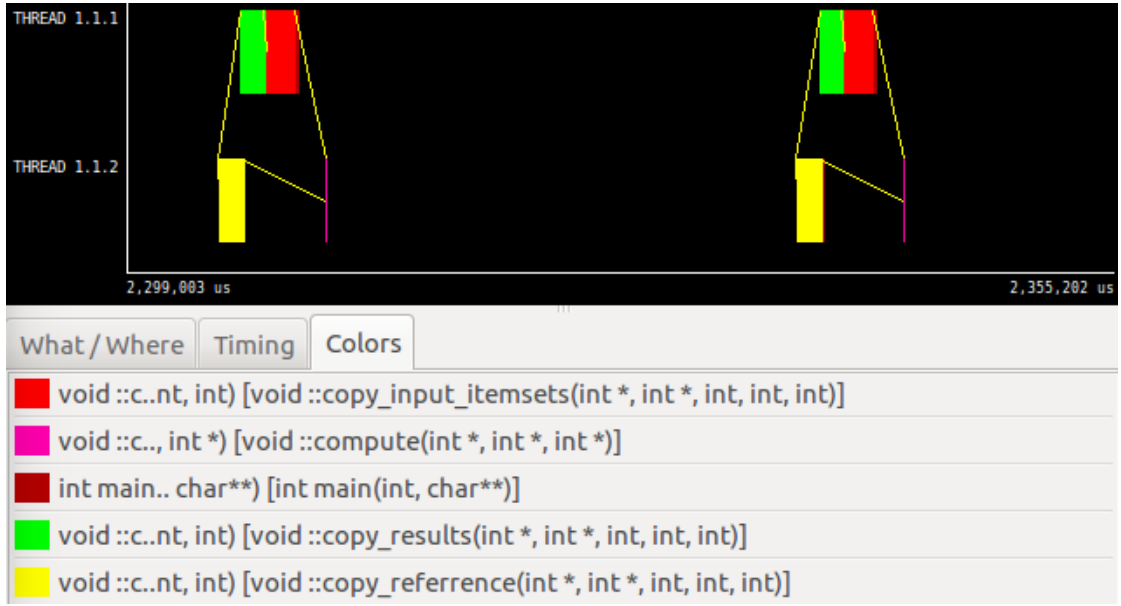 THREAD 1.1.1
THREAD 1.1.2
2,299,003 us 2,355,202 us
What / Where Timing Colors
void ::c..nt, int) [void ::copy_input_itemsets(int *, int *, int, int, int)]
void ::c.., int *) [void ::compute(int *, int *, int *)]
int main.. char**) [int main(int, char**)]
void ::c..nt, int) [void ::copy_results(int *, int *, int, int, int)]
void ::c..nt, int) [void ::copy_referrence(int *, int *, int, int, int)]